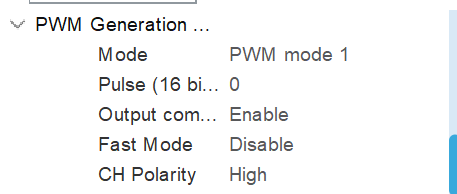 PWM Generation ...
Mode PWM mode 1
Pulse (16 bi... 0
Output com... Enable
Fast Mode Disable
CH Polarity High